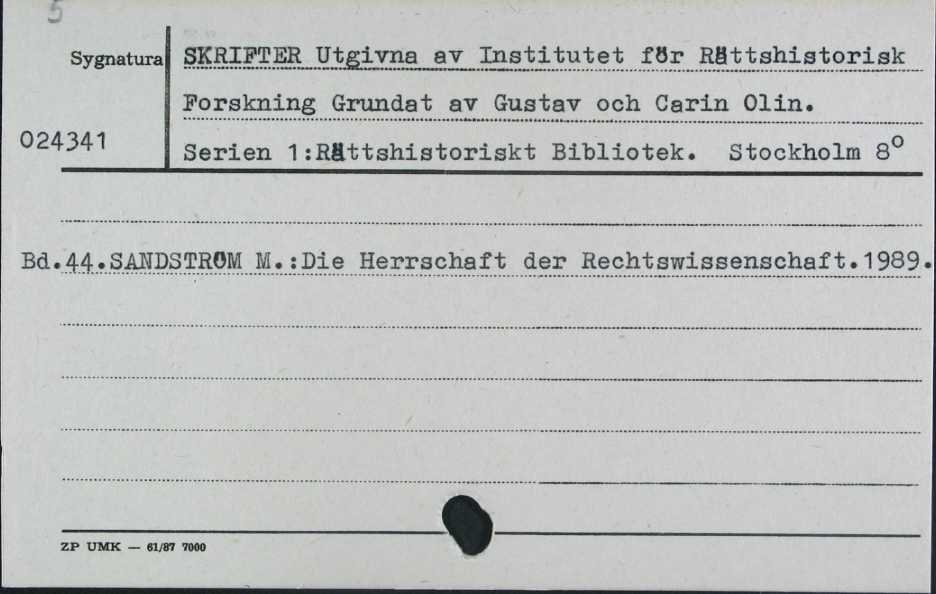 5
Sygnatura
SKRIFTER Utgivna av Institutet för Rättshistorisk
Forskning Grundat av Gustav och Carin Olin.
024341
Serien 1:Rättshistoriskt Bibliotek. Stockholm 8°
Bd.44.SANDSTRÖM M.:Die Herrschaft der Rechtswissenschaft.1989.
ZP UMK — 61/87 7000